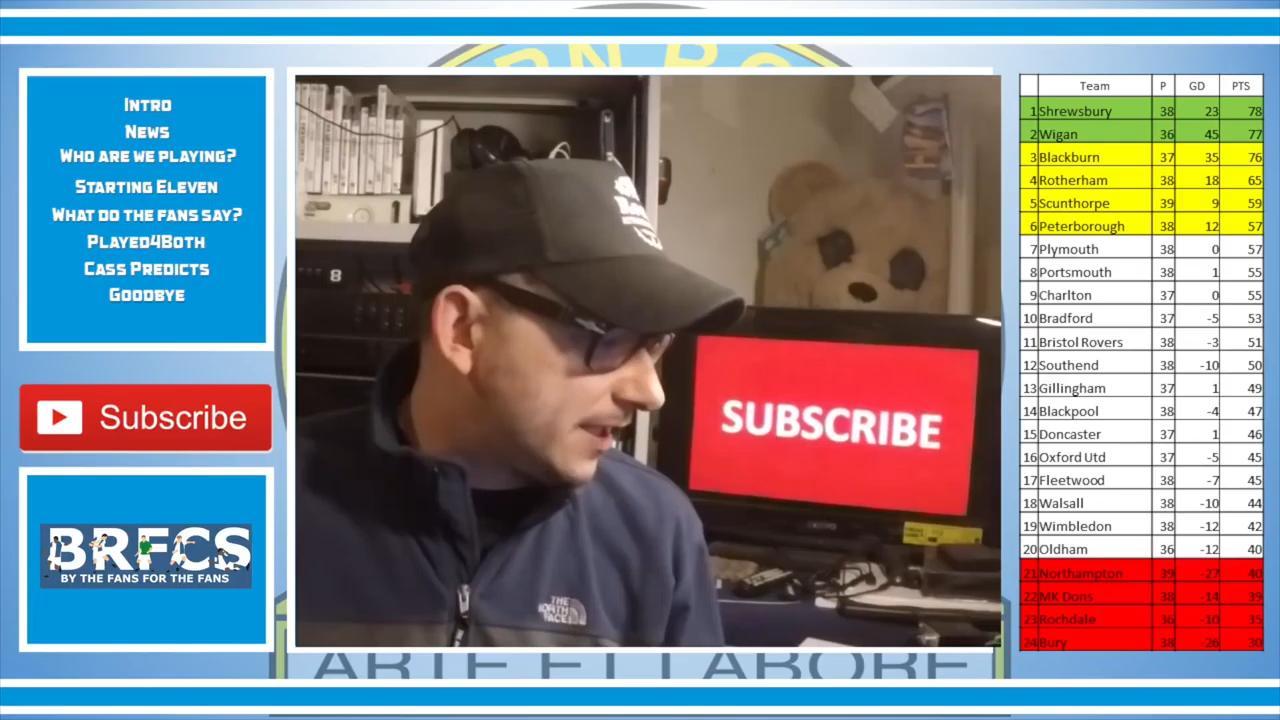 RN RO
INTRO
NEWS
WHO ARE WE PLAYING?
STARTING ELEVEN
WHAT DO THE FANS SAY?
PLAYED4BOTH
CASS PREDICTS
GOODBYE
Subscribe
BRFCS
BY THE FANS FOR THE FANS
8
SUBSCRIBE
THE
NORTH
FACE
ARTE ET LABORE
Team P GD PTS
1 Shrewsbury 38 23 78
2 Wigan 36 45 77
3 Blackburn 37 35 76
4 Rotherham 38 18 65
5 Scunthorpe 39 9 59
6 Peterborough 38 12 57
7 Plymouth 38 0 57
8 Portsmouth 38 1 55
9 Charlton 37 0 55
10 Bradford 37 -5 53
11 Bristol Rovers 38 -3 51
12 Southend 38 -10 50
13 Gillingham 37 1 49
14 Blackpool 38 -4 47
15 Doncaster 37 1 46
16 Oxford Utd 37 -5 45
17 Fleetwood 38 -7 45
18 Walsall 38 -10 44
19 Wimbledon 38 -12 42
20 Oldham 36 -12 40
21 Northampton 39 -27 40
22 MK Dons 38 -14 39
23 Rochdale 36 -10 35
24 Bury 38 -26 30